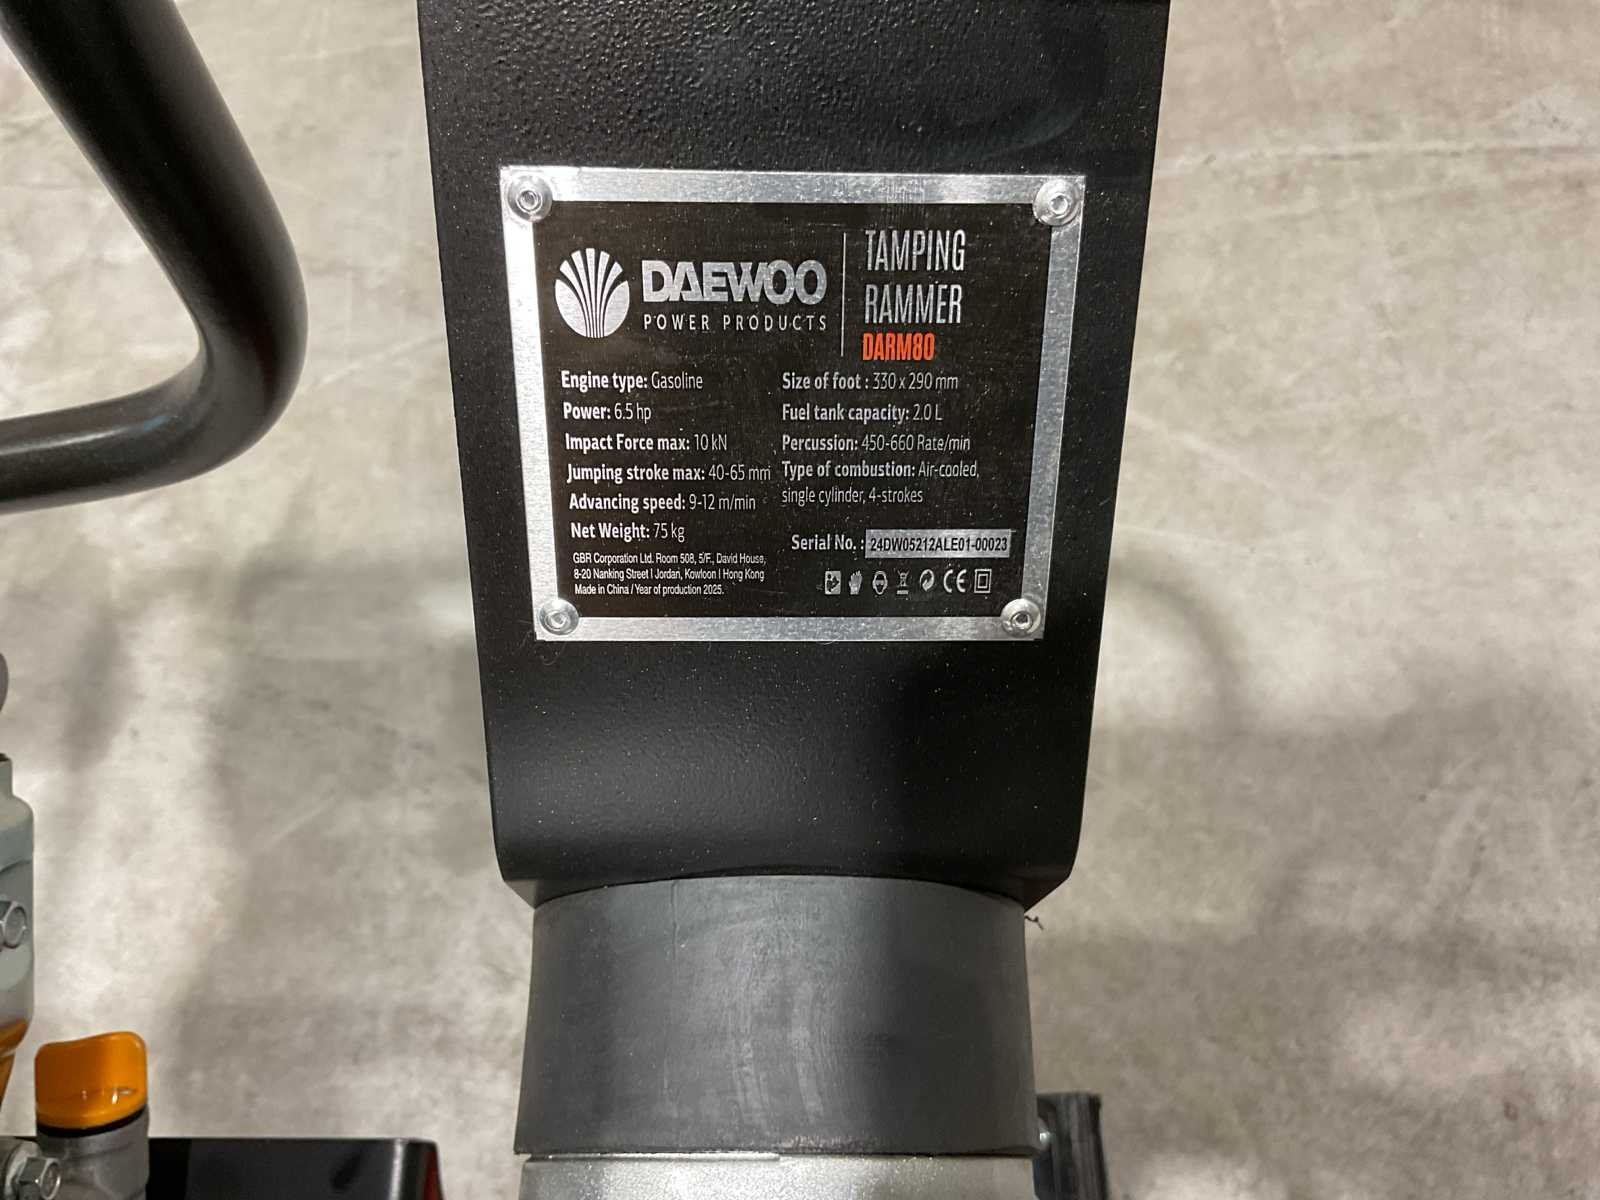 DAEWOO
POWER PRODUCTS
TAMPING
RAMMER
DARM80
Engine type: Gasoline
Power: 6.5 hp
Impact Force max: 10 kN
Jumping stroke max: 40-65 mm
Advancing speed: 9-12 m/min
Net Weight: 75 kg
GBR Corporation Ltd. Room 508, 5/F., David House,
8-20 Nanking Street | Jordan, Kowloon | Hong Kong
Made in China / Year of production 2025.
Size of foot : 330 x 290 mm
Fuel tank capacity: 2.0 L
Percussion: 450-660 Rate/min
Type of combustion: Air-cooled,
single cylinder, 4-strokes
Serial No. : 24DW05212ALE01-00023
CE